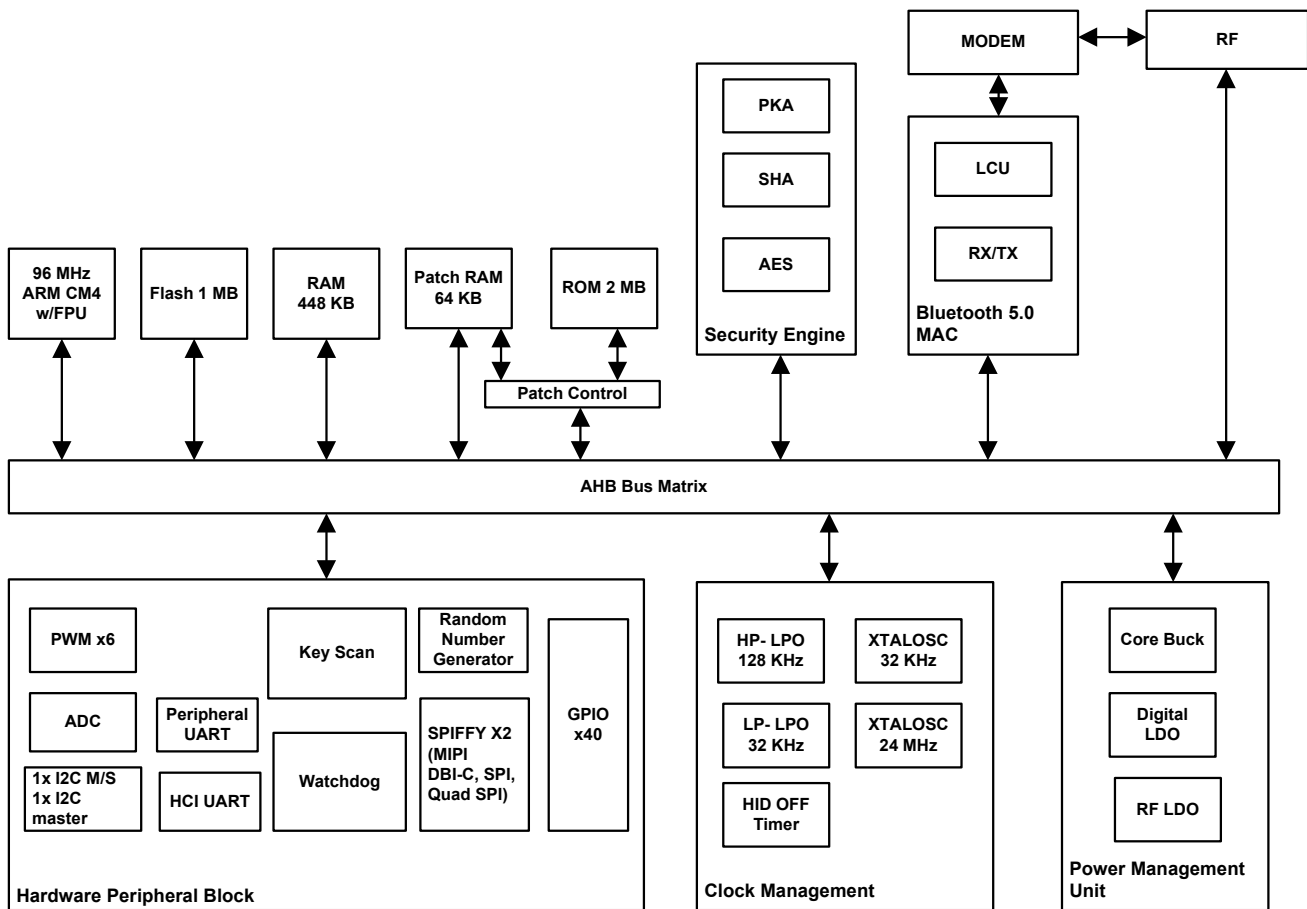 MODEM
RF
PKA
SHA
AES
Security Engine
LCU
RX/TX
Bluetooth 5.0
MAC
96 MHz
ARM CM4
w/FPU
Flash 1 MB
RAM
448 KB
Patch RAM
64 KB
ROM 2 MB
Patch Control
AHB Bus Matrix
PWM x6
ADC
1x I2C M/S
1x I2C
master
Peripheral
UART
HCI UART
Key Scan
Watchdog
Random
Number
Generator
SPIFFY X2
(MIPI
DBI-C, SPI,
Quad SPI)
GPIO
x40
Hardware Peripheral Block
HP- LPO
128 KHz
XTALOSC
32 KHz
LP- LPO
32 KHz
XTALOSC
24 MHz
HID OFF
Timer
Clock Management
Core Buck
Digital
LDO
RF LDO
Power Management
Unit